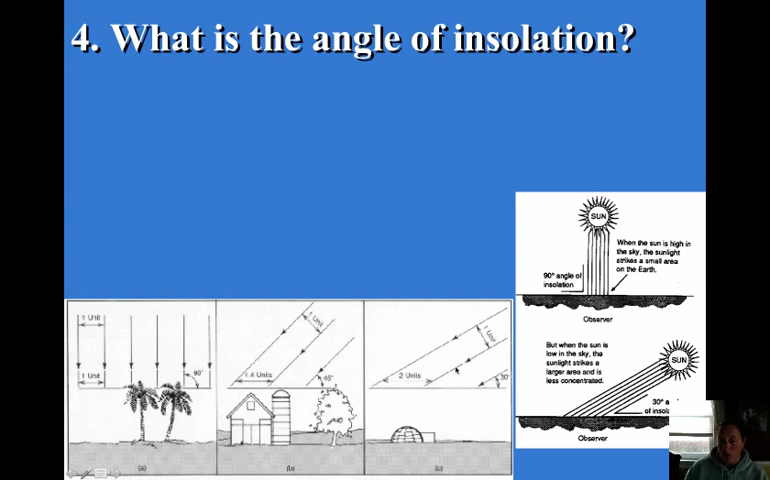 4. What is the angle of insolation?
SUN
When the sun is high in
the sky, the sunlight
strikes a small area
on the Earth.
90° angle of
insolation
Observer
But when the sun is
low in the sky, the
sunlight strikes a
larger area and is
less concentrated.
SUN
30° a
of insola
Observer
1 Unit
1 Unit
90°
(a)
1 Unit
1.4 Units
45°
(b)
1 Unit
2 Units
30°
(c)